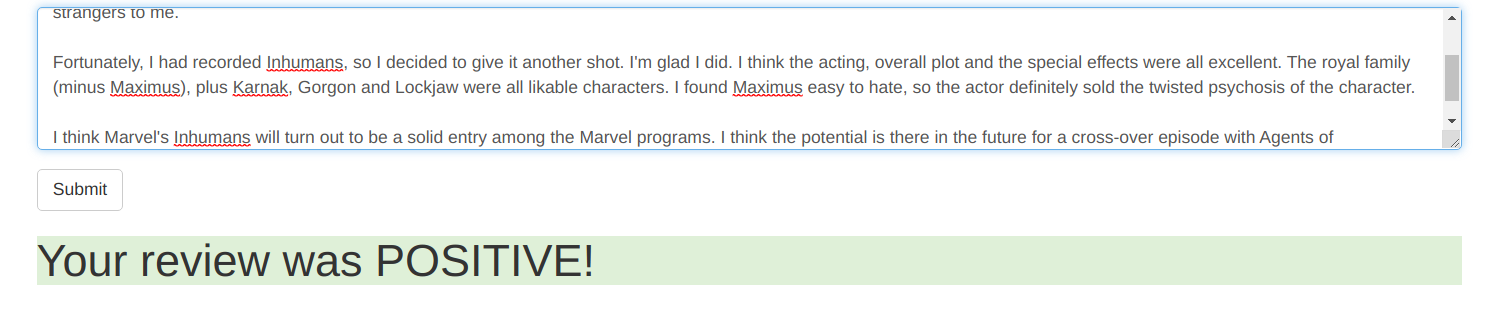 strangers to me.
Fortunately, I had recorded Inhumans, so I decided to give it another shot. I'm glad I did. I think the acting, overall plot and the special effects were all excellent. The royal family
(minus Maximus), plus Karnak, Gorgon and Lockjaw were all likable characters. I found Maximus easy to hate, so the actor definitely sold the twisted psychosis of the character.
I think Marvel's Inhumans will turn out to be a solid entry among the Marvel programs. I think the potential is there in the future for a cross-over episode with Agents of
Submit
Your review was POSITIVE!